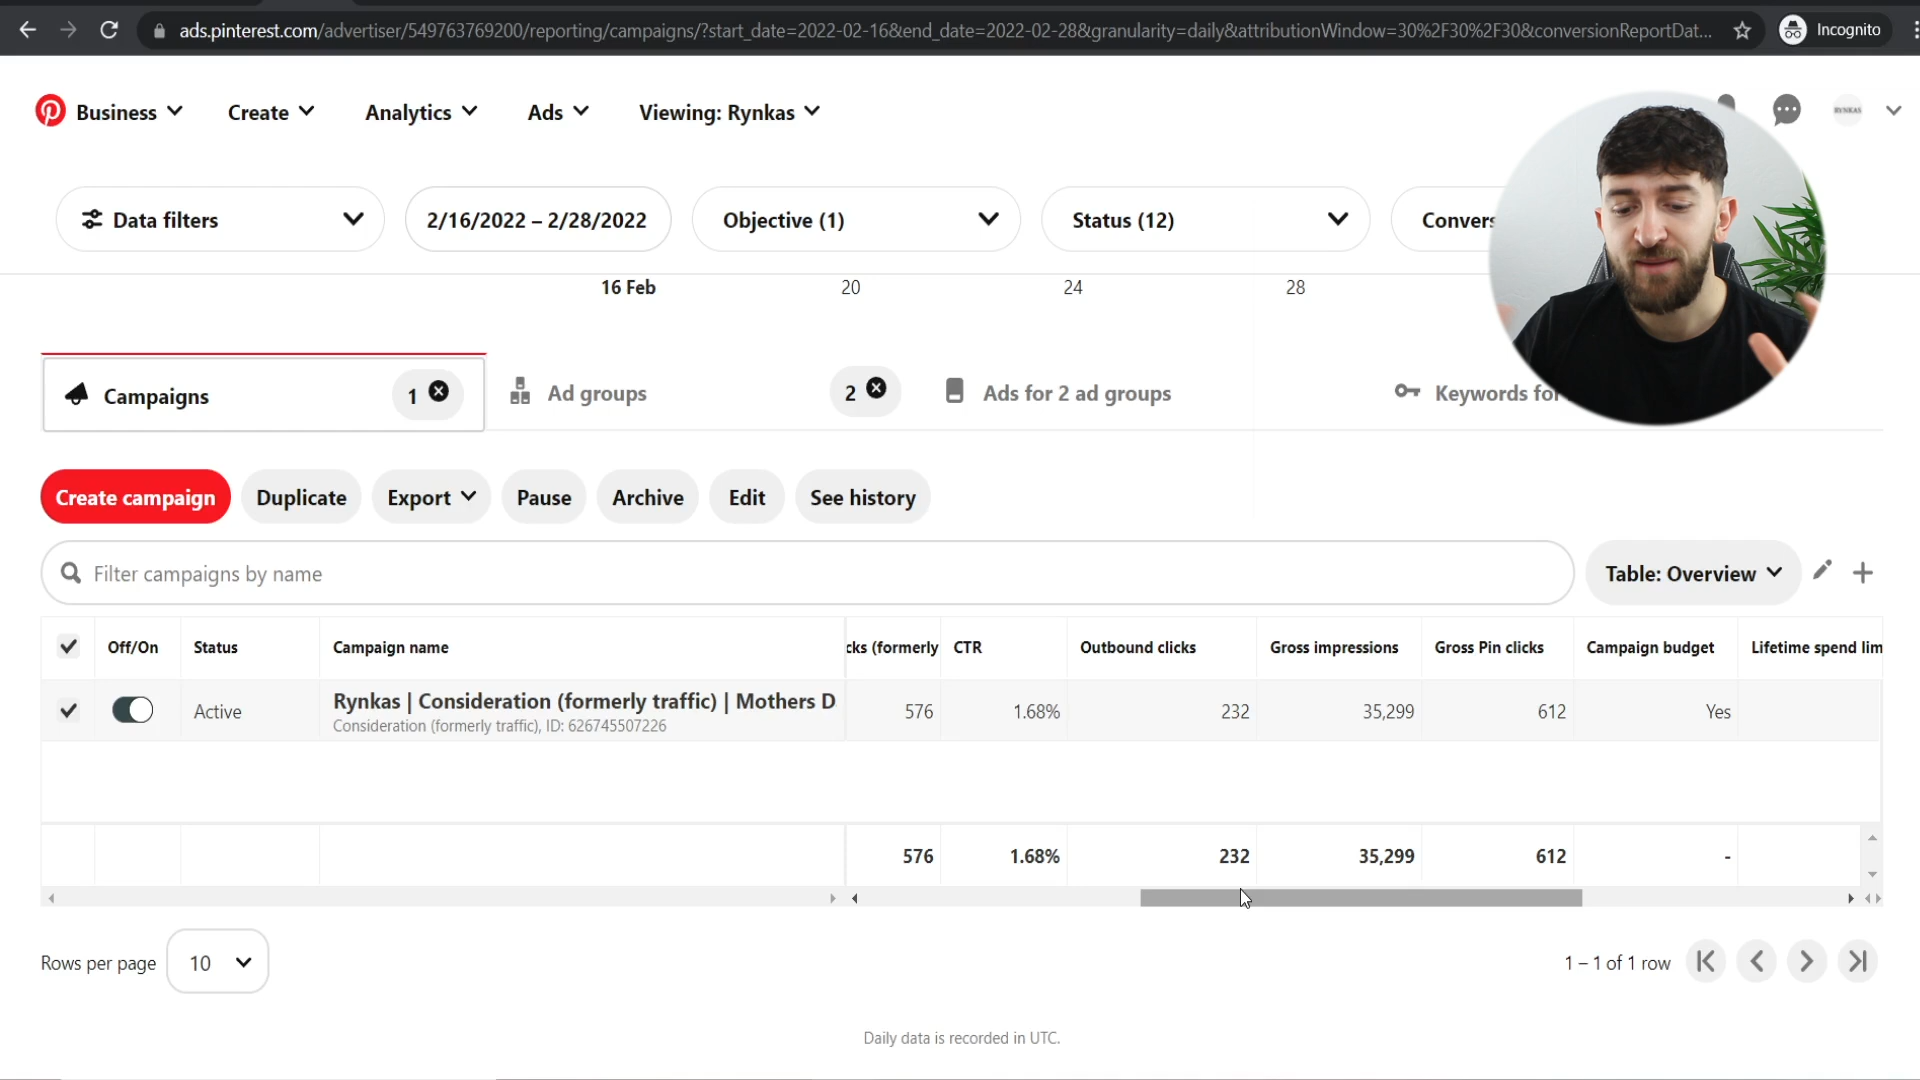 ads.pinterest.com/advertiser/549763769200/reporting/campaigns/?start_date=2022-02-16&end_date=2022-02-28&granularity=daily&attributionWindow=30%2F30%2F30&conversionReportDat...
Incognito
Business
Create
Analytics
Ads
Viewing: Rynkas
RYNKAS
Data filters
2/16/2022 – 2/28/2022
Objective (1)
Status (12)
Convers
16 Feb
20
24
28
Campaigns
1
Ad groups
2
Ads for 2 ad groups
Keywords for
Create campaign
Duplicate
Export
Pause
Archive
Edit
See history
Filter campaigns by name
Table: Overview
Off/On
Status
Campaign name
cks (formerly
CTR
Outbound clicks
Gross impressions
Gross Pin clicks
Campaign budget
Lifetime spend lim
Active
Rynkas | Consideration (formerly traffic) | Mothers D
Consideration (formerly traffic), ID: 626745507226
576
1.68%
232
35,299
612
Yes
576
1.68%
232
35,299
612
-
Rows per page
10
1 – 1 of 1 row
Daily data is recorded in UTC.